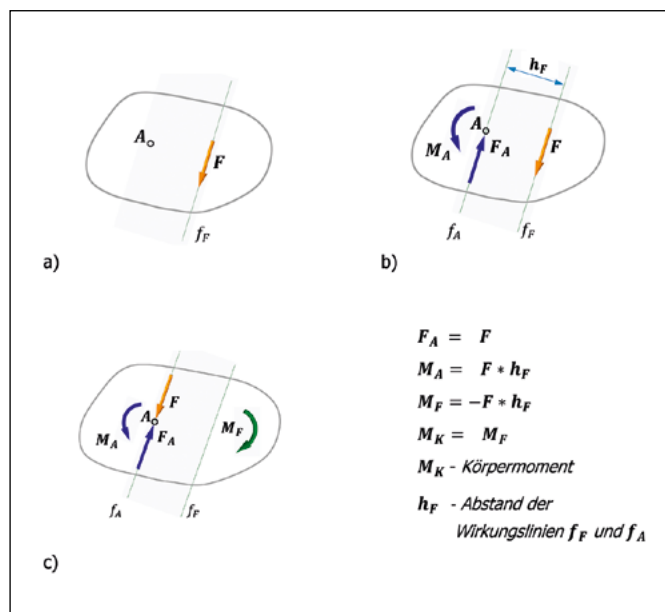 A
F
f_F
a)
h_F
A
F_A
F
M_A
f_A
f_F
b)
F
A
M_F
M_A
F_A
f_A
f_F
c)
F_A = F
M_A = F * h_F
M_F = -F * h_F
M_K = M_F
M_K - Körpermoment
h_F - Abstand der
Wirkungslinien f_F und f_A